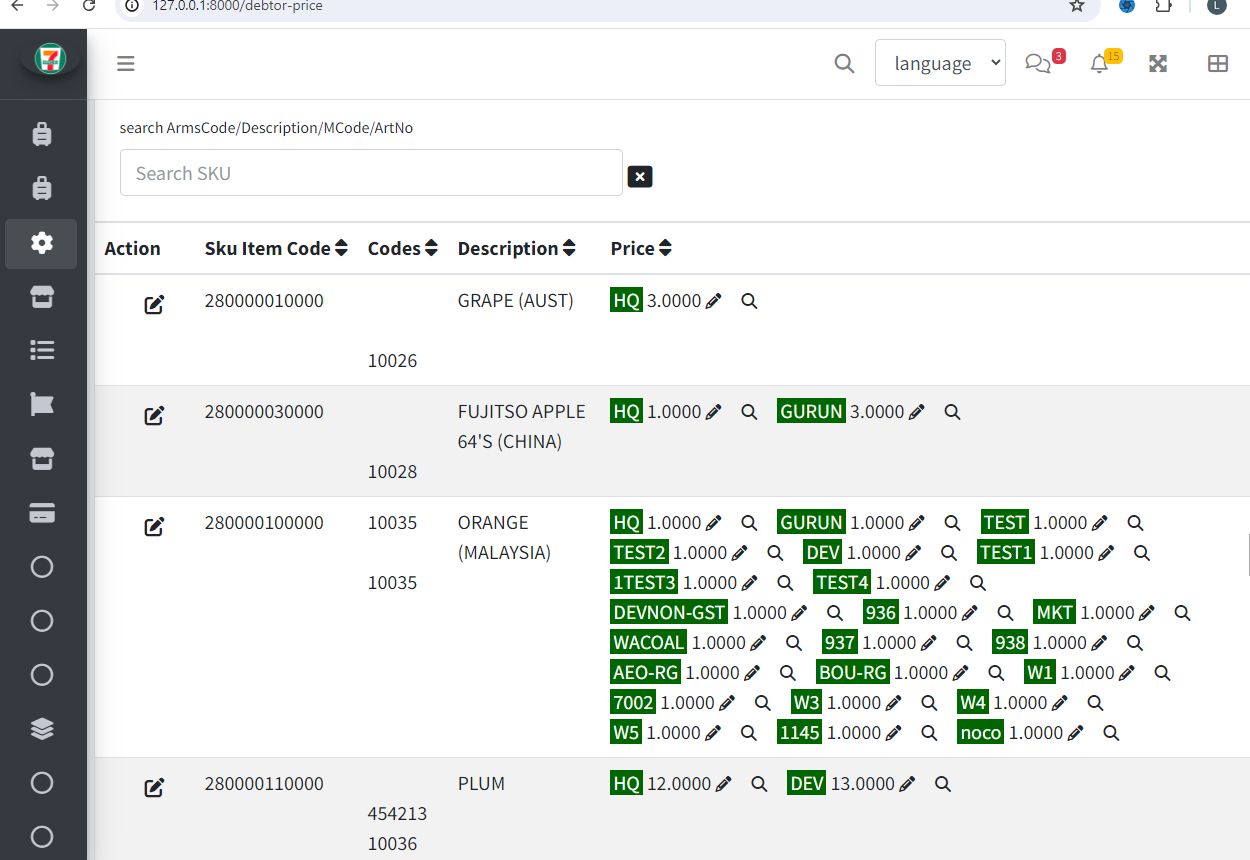 127.0.0.1:8000/debtor-price
L
7
language
3
15
search ArmsCode/Description/MCode/ArtNo
Search SKU
Action Sku Item Code Codes Description Price
280000010000 GRAPE (AUST) HQ 3.0000
10026
280000030000 FUJITSO APPLE HQ 1.0000 GURUN 3.0000
64'S (CHINA)
10028
280000100000 10035 ORANGE HQ 1.0000 GURUN 1.0000 TEST 1.0000
(MALAYSIA) TEST2 1.0000 DEV 1.0000 TEST1 1.0000
10035 1TEST3 1.0000 TEST4 1.0000
DEVNON-GST 1.0000 936 1.0000 MKT 1.0000
WACOAL 1.0000 937 1.0000 938 1.0000
AEO-RG 1.0000 BOU-RG 1.0000 W1 1.0000
7002 1.0000 W3 1.0000 W4 1.0000
W5 1.0000 1145 1.0000 noco 1.0000
280000110000 PLUM HQ 12.0000 DEV 13.0000
454213
10036